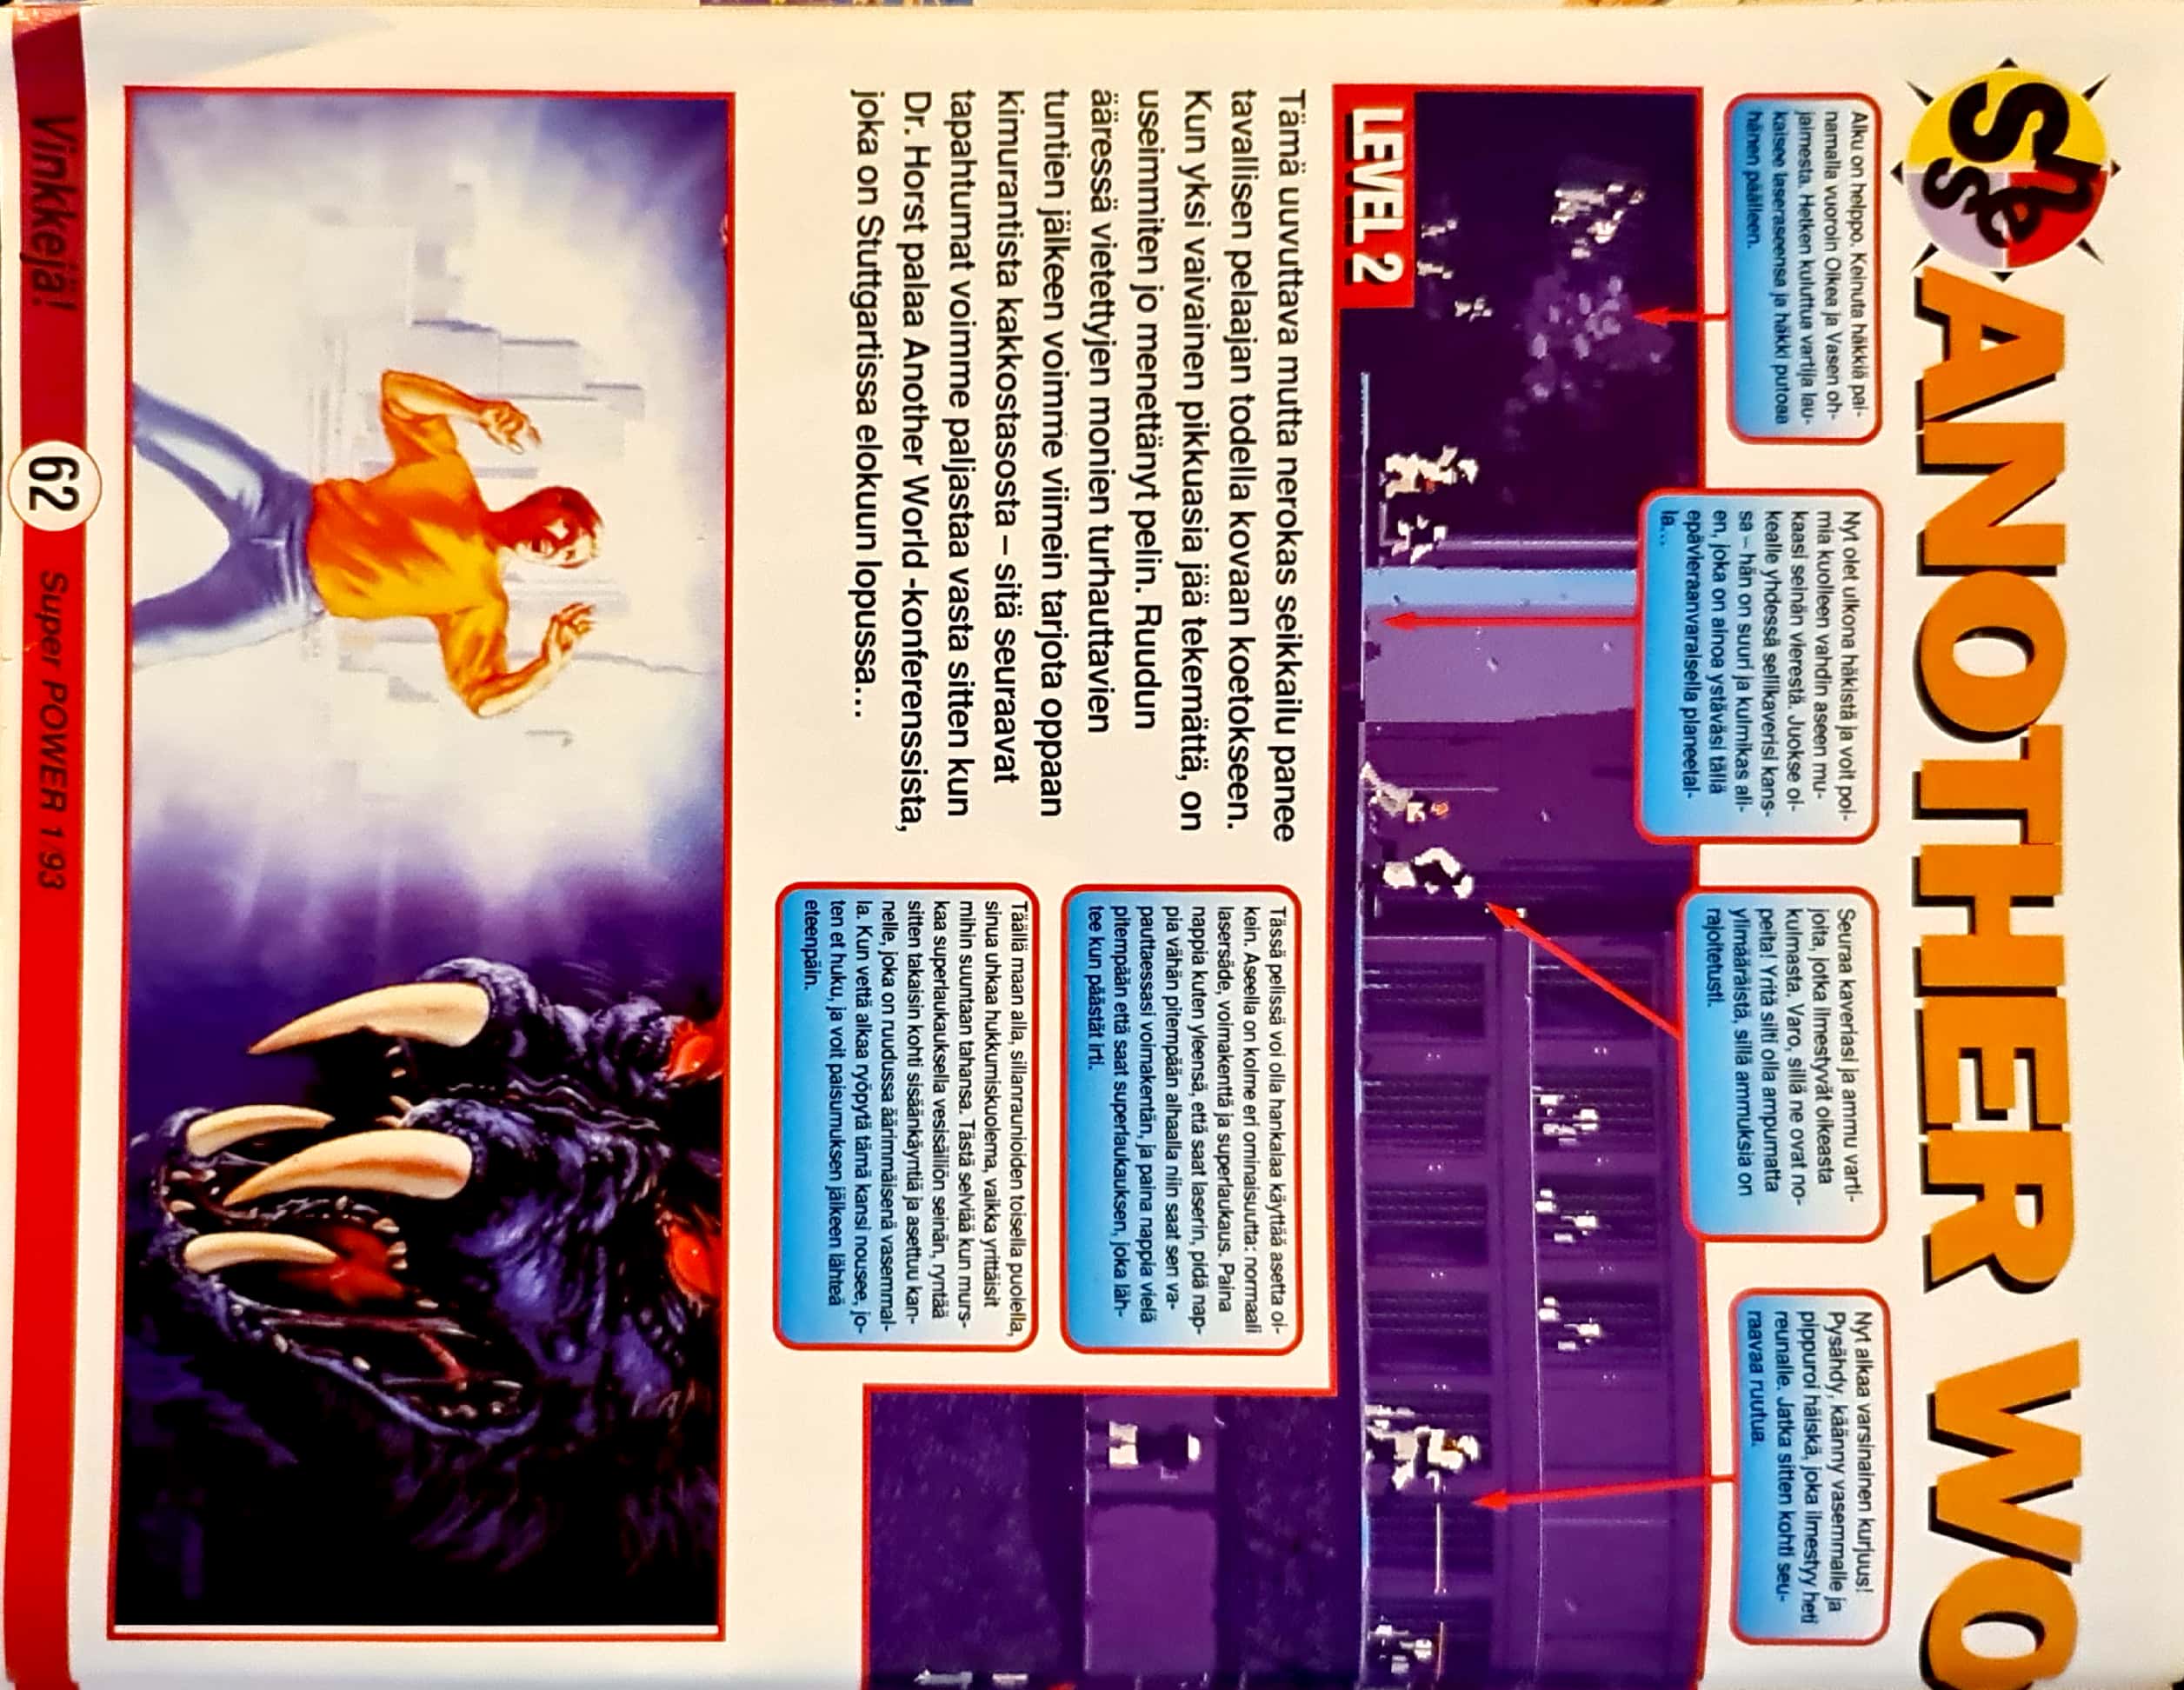 Snes
ANOTHER WO
Alku on helppo. Keinuta häkkiä pai-
namalla vuoroin Oikea ja Vasen oh-
jaimesta. Hetken kuluttua vartija lau-
kaisee laseraseensa ja häkki putoaa
hänen päälleen.
Nyt olet ulkona häkistä ja voit poi-
mia kuolleen vahdin aseen mu-
kaasi seinän vierestä. Juokse oi-
kealle yhdessä sellikaverisi kans-
sa – hän on suuri ja kulmikas ali-
en, joka on ainoa ystäväsi tällä
epävieraanvaraisella planeetal-
la...
Seuraa kaveriasi ja ammu varti-
joita, jotka ilmestyvät oikeasta
kulmasta. Varo, sillä ne ovat no-
peita! Yritä silti olla ampumatta
ylimääräistä, sillä ammuksia on
rajoitetusti.
Nyt alkaa varsinainen kurjuus!
Pysähdy, käänny vasemmalle ja
pippuroi häiskä, joka ilmestyy heti
reunalle. Jatka sitten kohti seu-
raavaa ruutua.
LEVEL 2
Tämä uuvuttava mutta nerokas seikkailu panee
tavallisen pelaajan todella kovaan koetokseen.
Kun yksi vaivainen pikkuasia jää tekemättä, on
useimmiten jo menettänyt pelin. Ruudun
ääressä vietettyjen monien turhauttavien
tuntien jälkeen voimme viimein tarjota oppaan
kimurantista kakkostasosta – sitä seuraavat
tapahtumat voimme paljastaa vasta sitten kun
Dr. Horst palaa Another World -konferenssista,
joka on Stuttgartissa elokuun lopussa...
Tässä pelissä voi olla hankalaa käyttää asetta oi-
kein. Aseella on kolme eri ominaisuutta: normaali
lasersäde, voimakenttä ja superlaukaus. Paina
nappia kuten yleensä, että saat laserin, pidä nap-
pia vähän pitempään alhaalla niin saat sen va-
pauttaessasi voimakentän, ja paina nappia vielä
pitempään että saat superlaukauksen, joka läh-
tee kun päästät irti.
Täällä maan alla, sillanraunioiden toisella puolella,
sinua uhkaa hukkumiskuolema, vaikka yrittäisit
mihin suuntaan tahansa. Tästä selviää kun murs-
kaa superlaukauksella vesisäiliön seinän, ryntää
sitten takaisin kohti sisäänkäyntiä ja asettuu kan-
nelle, joka on ruudussa äärimmäisenä vasemmal-
la. Kun vettä alkaa ryöpytä tämä kansi nousee, jo-
ten et huku, ja voit paisumuksen jälkeen lähteä
eteenpäin.
Vinkkejä!
62
Super POWER 1/93